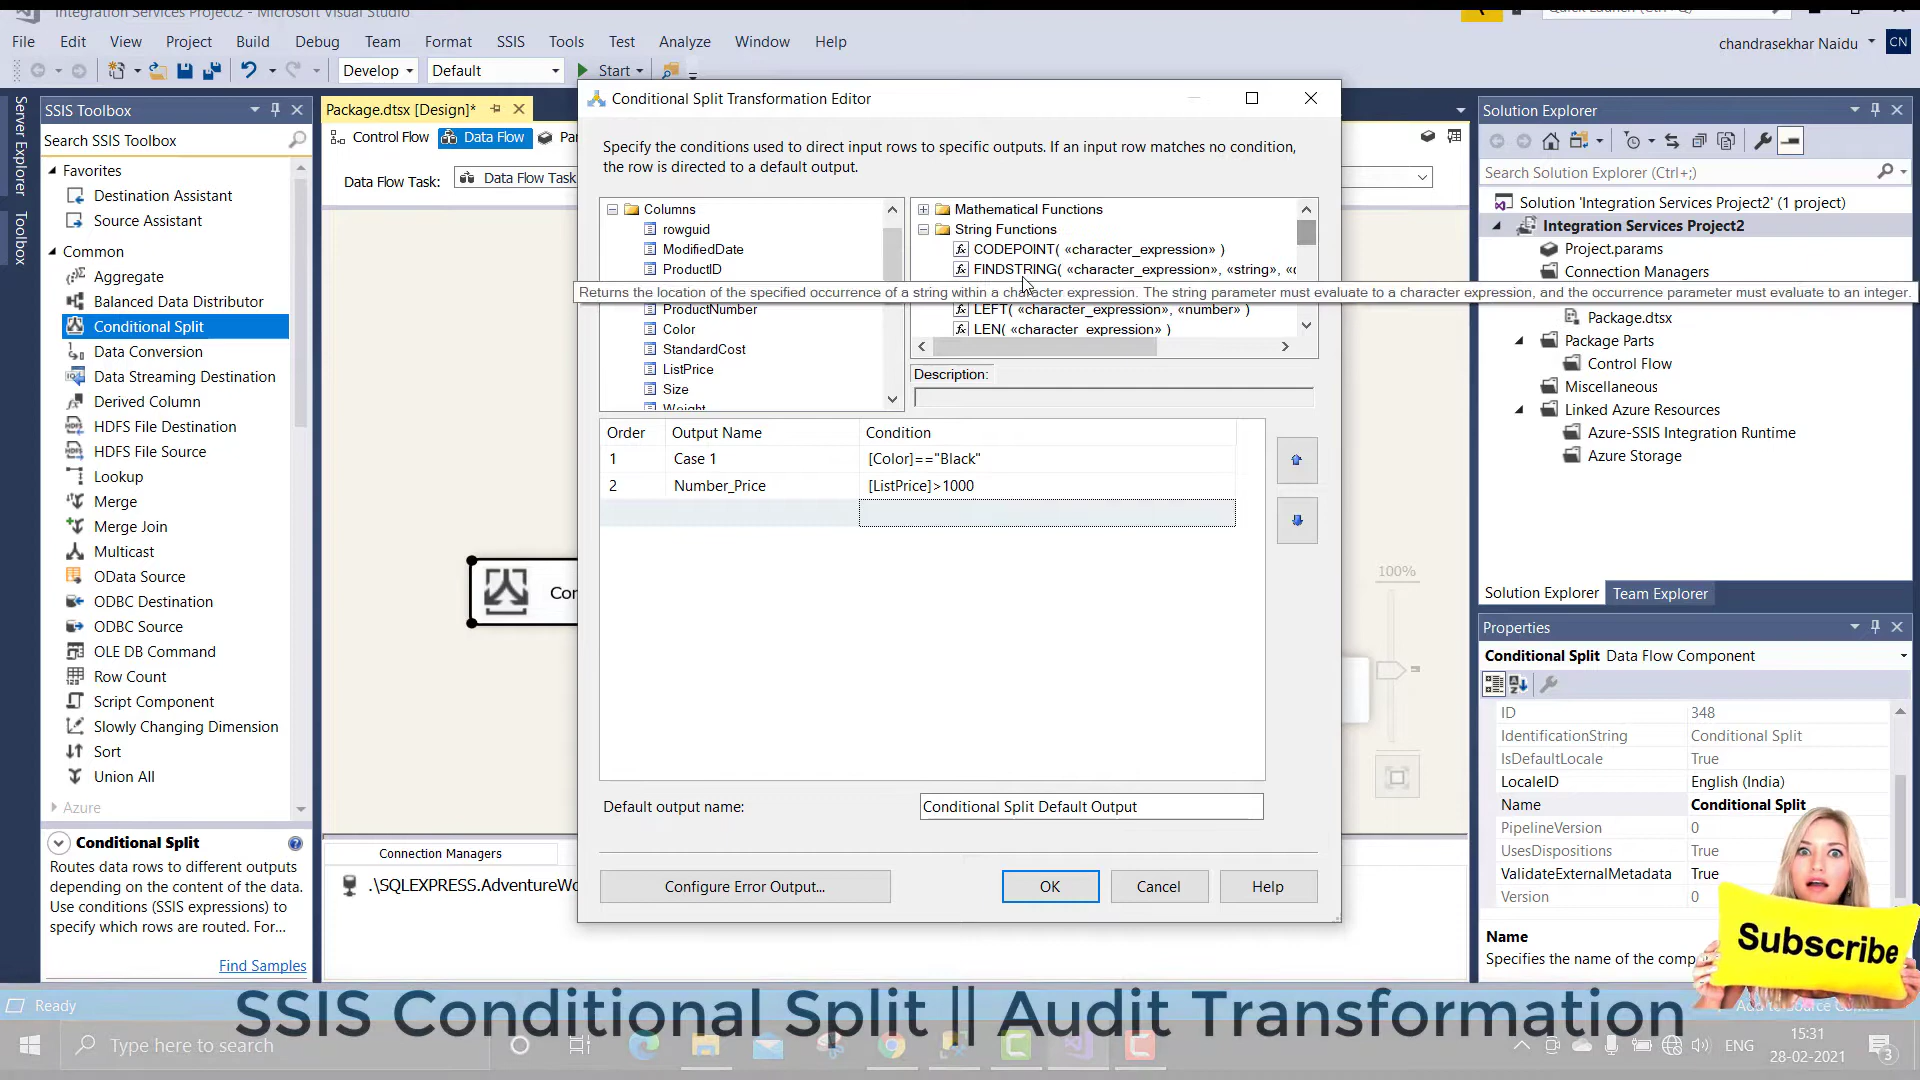 Integration Services Project2 - Microsoft Visual Studio
File Edit View Project Build Debug Team Format SSIS Tools Test Analyze Window Help
chandrasekhar Naidu CN
Develop Default Start
Server Explorer
Toolbox
SSIS Toolbox
Search SSIS Toolbox
Favorites
Destination Assistant
Source Assistant
Common
Aggregate
Balanced Data Distributor
Conditional Split
Data Conversion
Data Streaming Destination
Derived Column
HDFS File Destination
HDFS File Source
Lookup
Merge
Merge Join
Multicast
OData Source
ODBC Destination
ODBC Source
OLE DB Command
Row Count
Script Component
Slowly Changing Dimension
Sort
Union All
Azure
Conditional Split
Routes data rows to different outputs
depending on the content of the data.
Use conditions (SSIS expressions) to
specify which rows are routed. For...
Find Samples
Package.dtsx [Design]*
Control Flow Data Flow
Data Flow Task: Data Flow Task
100%
Connection Managers
.\SQLEXPRESS.AdventureWo
Conditional Split Transformation Editor
Specify the conditions used to direct input rows to specific outputs. If an input row matches no condition,
the row is directed to a default output.
Columns
rowguid
ModifiedDate
ProductID
ProductNumber
Color
StandardCost
ListPrice
Size
Weight
Mathematical Functions
String Functions
CODEPOINT( «character_expression» )
FINDSTRING( «character_expression», «string», «
Returns the location of the specified occurrence of a string within a character expression. The string parameter must evaluate to a character expression, and the occurrence parameter must evaluate to an integer.
LEFT( «character_expression», «number» )
LEN( «character_expression» )
Description:
Order Output Name Condition
1 Case 1 [Color]=="Black"
2 Number_Price [ListPrice]>1000
Default output name: Conditional Split Default Output
Configure Error Output... OK Cancel Help
Solution Explorer
Search Solution Explorer (Ctrl+;)
Solution 'Integration Services Project2' (1 project)
Integration Services Project2
Project.params
Connection Managers
Package.dtsx
Package Parts
Control Flow
Miscellaneous
Linked Azure Resources
Azure-SSIS Integration Runtime
Azure Storage
Solution Explorer Team Explorer
Properties
Conditional Split Data Flow Component
ID 348
IdentificationString Conditional Split
IsDefaultLocale True
LocaleID English (India)
Name Conditional Split
PipelineVersion 0
UsesDispositions True
ValidateExternalMetadata True
Version 0
Name
Specifies the name of the comp
Subscribe
Ready
SSIS Conditional Split || Audit Transformation
Type here to search
ENG
15:31
28-02-2021
3